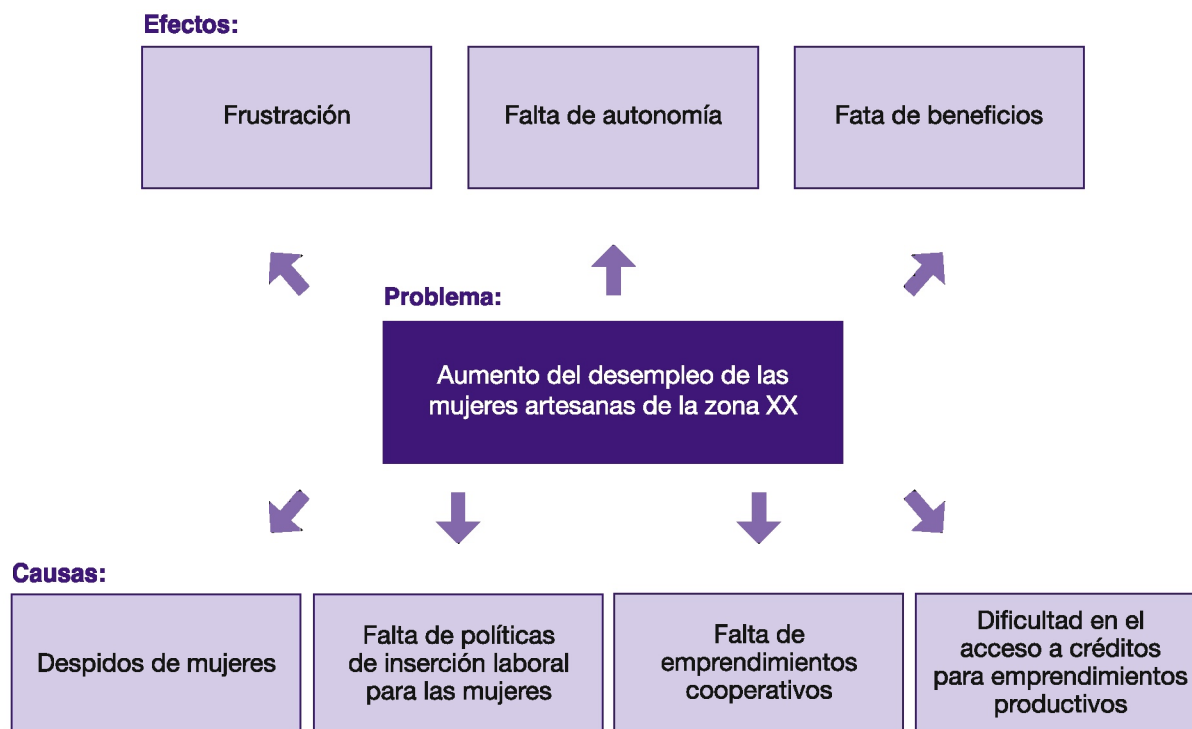 Efectos:
Frustración
Falta de autonomía
Fata de beneficios
Problema:
Aumento del desempleo de las
mujeres artesanas de la zona XX
Causas:
Despidos de mujeres
Falta de políticas
de inserción laboral
para las mujeres
Falta de
emprendimientos
cooperativos
Dificultad en el
acceso a créditos
para emprendimientos
productivos